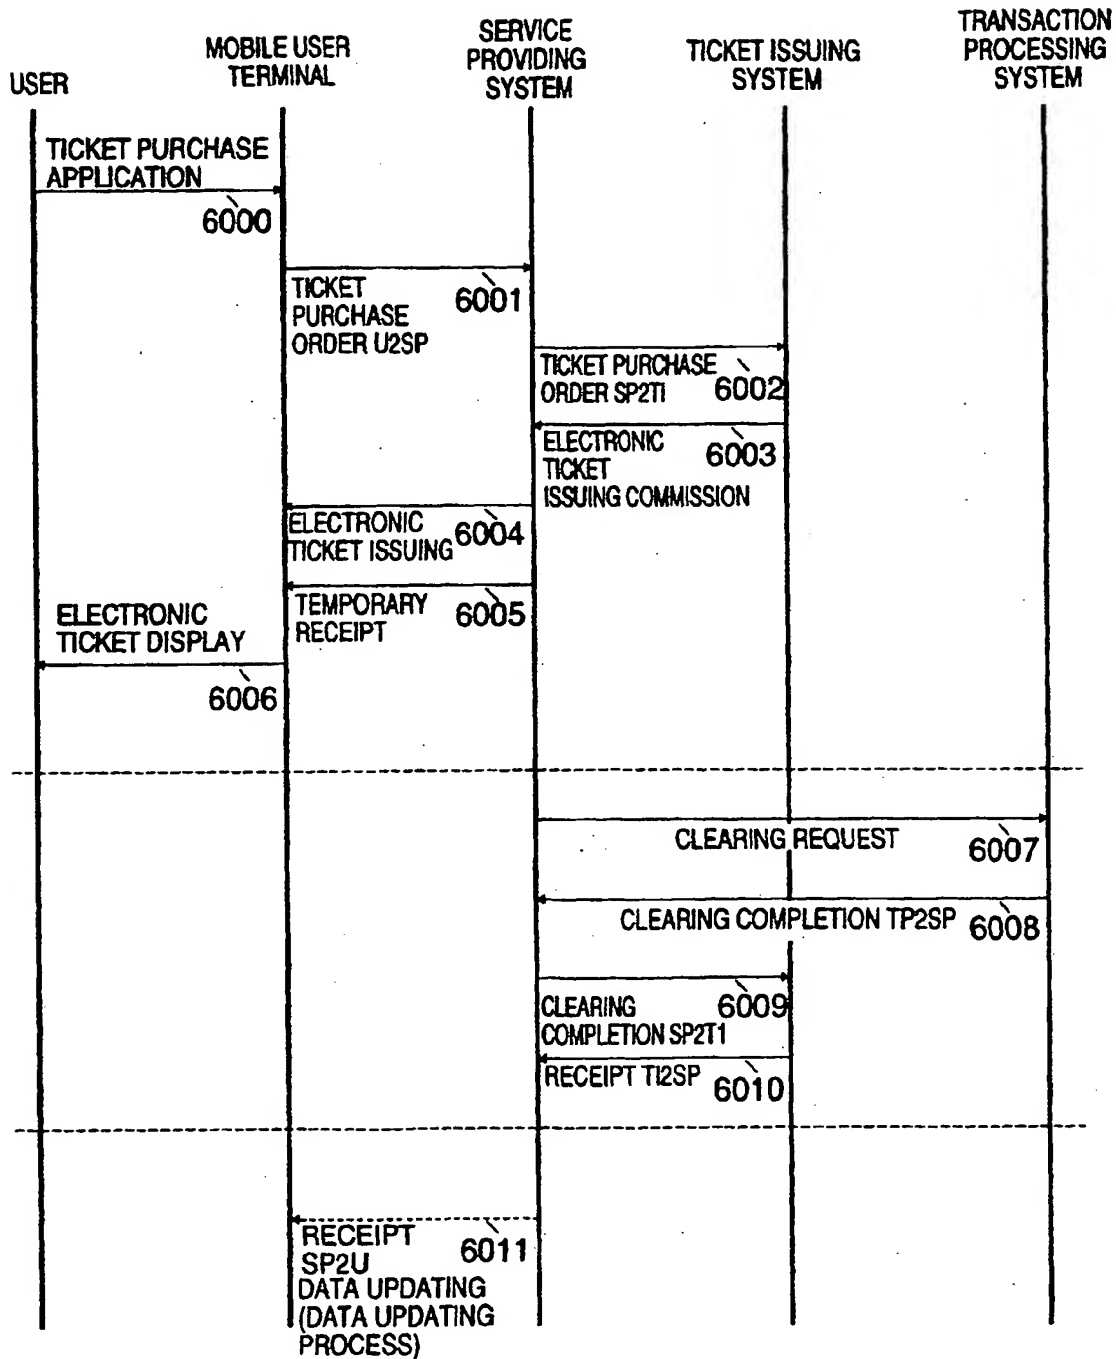 USER
MOBILE USER
TERMINAL
SERVICE
PROVIDING
SYSTEM
TICKET ISSUING
SYSTEM
TRANSACTION
PROCESSING
SYSTEM
TICKET PURCHASE
APPLICATION
6000
TICKET
PURCHASE
ORDER U2SP
6001
TICKET PURCHASE
ORDER SP2TI
6002
ELECTRONIC
TICKET
ISSUING COMMISSION
6003
ELECTRONIC
TICKET ISSUING
6004
TEMPORARY
RECEIPT
6005
ELECTRONIC
TICKET DISPLAY
6006
CLEARING REQUEST
6007
CLEARING COMPLETION TP2SP
6008
CLEARING
COMPLETION SP2T1
6009
RECEIPT TI2SP
6010
RECEIPT
SP2U
DATA UPDATING
(DATA UPDATING
PROCESS)
6011